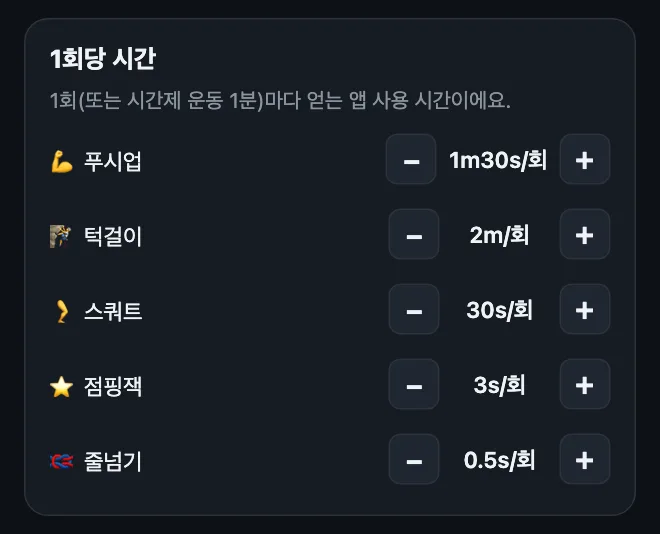 1회당 시간
1회(또는 시간제 운동 1분)마다 얻는 앱 사용 시간이에요.
푸시업 – 1m30s/회 +
턱걸이 – 2m/회 +
스쿼트 – 30s/회 +
점핑잭 – 3s/회 +
줄넘기 – 0.5s/회 +